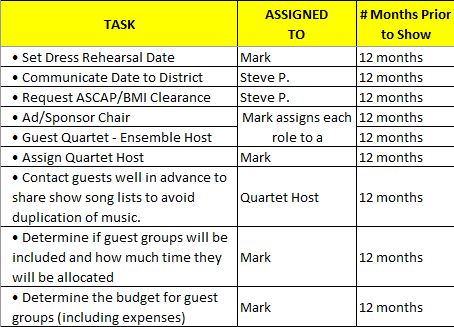 TASK ASSIGNED TO # Months Prior to Show
• Set Dress Rehearsal Date Mark 12 months
• Communicate Date to District Steve P. 12 months
• Request ASCAP/BMI Clearance Steve P. 12 months
• Ad/Sponsor Chair Mark assigns each 12 months
• Guest Quartet - Ensemble Host role to a 12 months
• Assign Quartet Host Mark 12 months
• Contact guests well in advance to
share show song lists to avoid Quartet Host 12 months
duplication of music.
• Determine if guest groups will be
included and how much time they Mark 12 months
will be allocated
• Determine the budget for guest
groups (including expenses) Mark 12 months